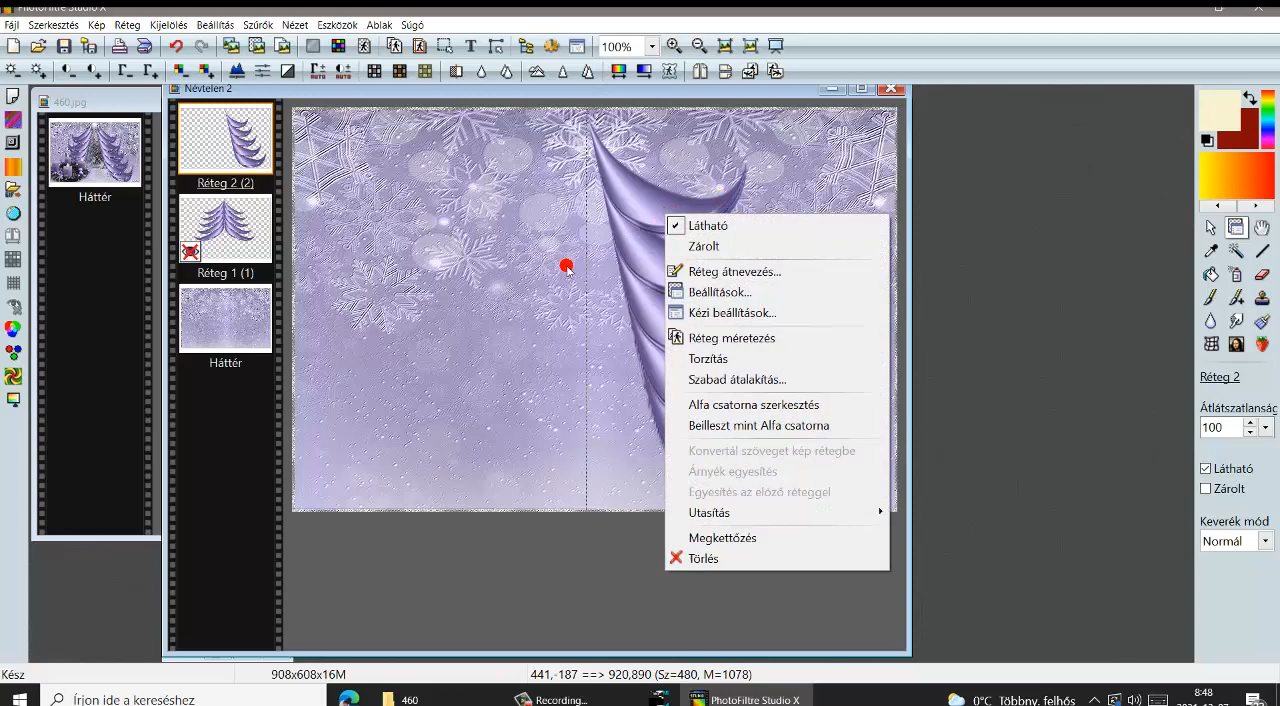 PhotoFiltre Studio X
Fájl Szerkesztés Kép Réteg Kijelölés Beállítás Szűrők Nézet Eszközök Ablak Súgó
100%
AUTO AUTO
460.jpg
Háttér
Névtelen 2
Réteg 2 (2)
Réteg 1 (1)
Háttér
Látható
Zárolt
Réteg átnevezés...
Beállítások...
Kézi beállítások...
Réteg méretezés
Torzítás
Szabad átalakítás...
Alfa csatorna szerkesztés
Beilleszt mint Alfa csatorna
Konvertál szöveget kép rétegbe
Árnyék egyesítés
Egyesítés az előző réteggel
Utasítás
Megkettőzés
Törlés
Réteg 2
Átlátszatlanság
100
Látható
Zárolt
Keverék mód
Normál
Kész 908x608x16M 441,-187 ==> 920,890 (Sz=480, M=1078)
Írjon ide a kereséshez 460 Recording... PhotoFiltre Studio X 0°C Többny. felhős 8:48